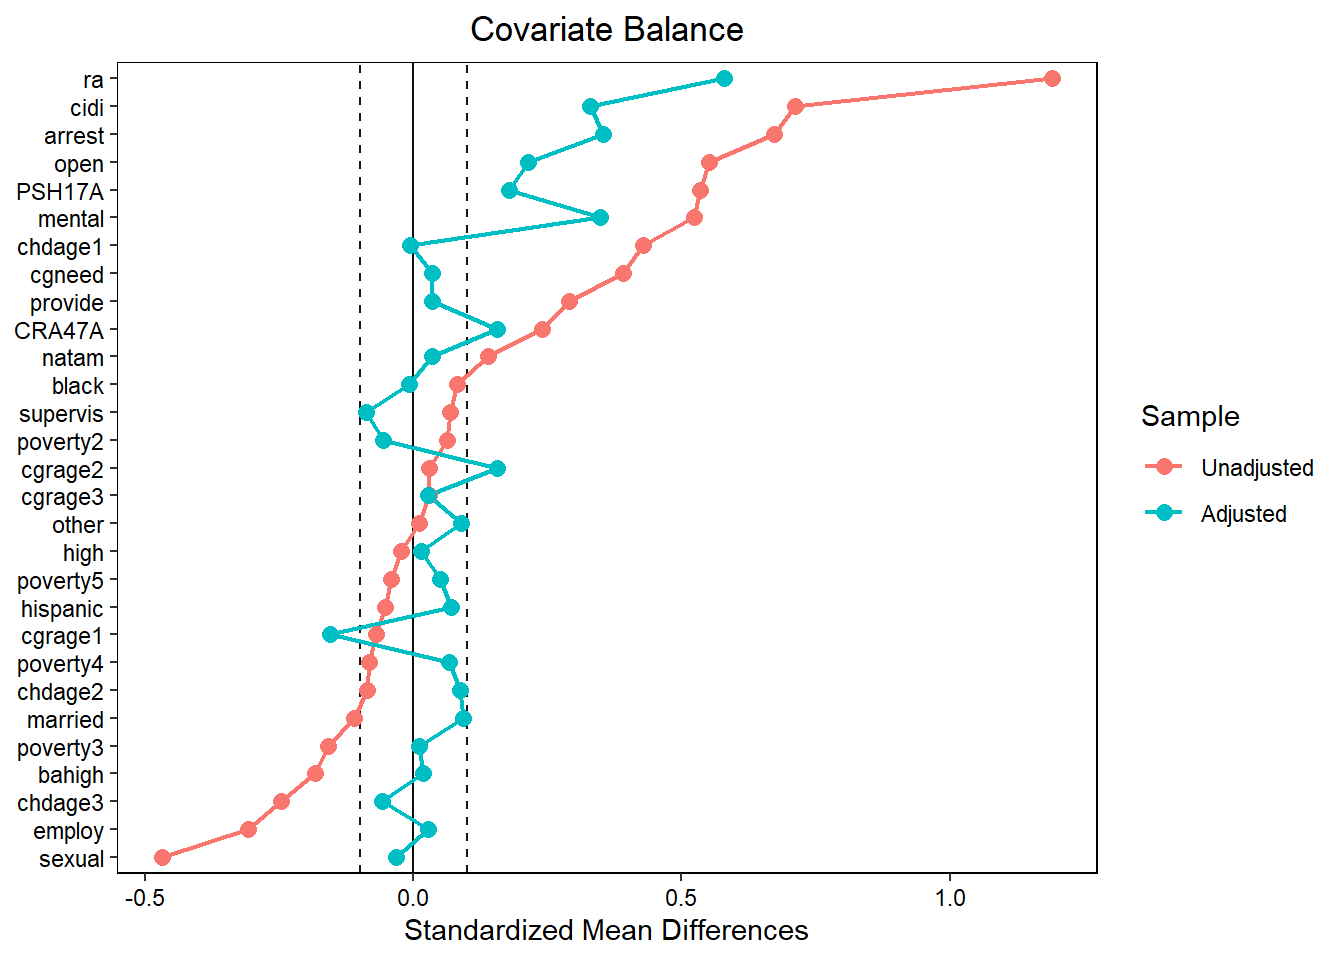 Covariate Balance
ra
cidi
arrest
open
PSH17A
mental
chdage1
cgneed
provide
CRA47A
natam
black
supervis
poverty2
cgrage2
cgrage3
other
high
poverty5
hispanic
cgrage1
poverty4
chdage2
married
poverty3
bahigh
chdage3
employ
sexual
-0.5 0.0 0.5 1.0
Standardized Mean Differences
Sample
Unadjusted
Adjusted